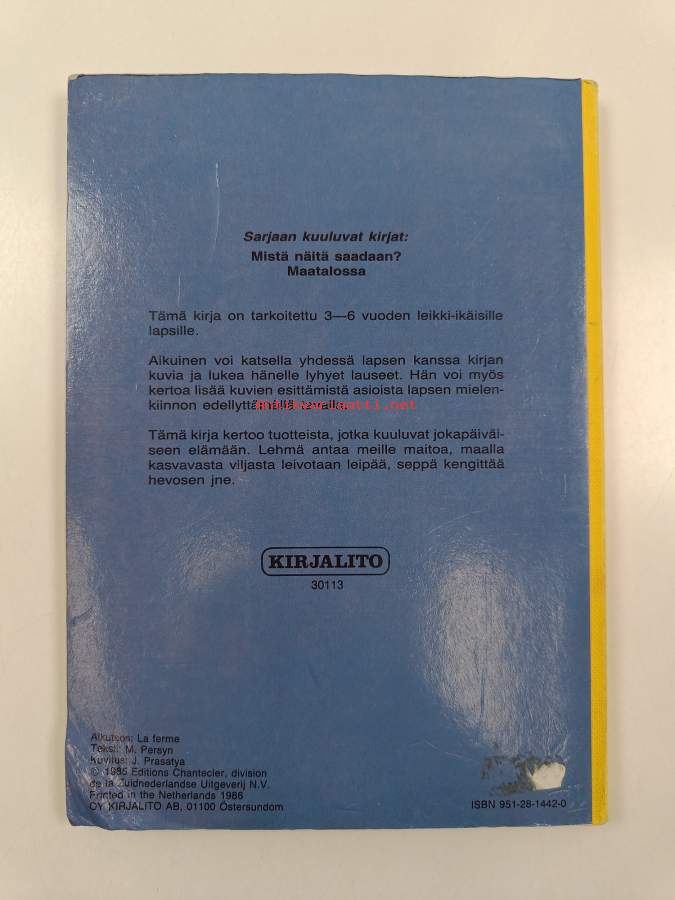 Sarjaan kuuluvat kirjat:
Mistä näitä saadaan?
Maatalossa
Tämä kirja on tarkoitettu 3—6 vuoden leikki-ikäisille
lapsille.
Aikuinen voi katsella yhdessä lapsen kanssa kirjan
kuvia ja lukea hänelle lyhyet lauseet. Hän voi myös
kertoa lisää kuvien esittämistä asioista lapsen mielen-
kiinnon edellyttämällä tavalla.
antikvariaatti.net
Tämä kirja kertoo tuotteista, jotka kuuluvat jokapäiväi-
seen elämään. Lehmä antaa meille maitoa, maalla
kasvavasta viljasta leivotaan leipää, seppä kengittää
hevosen jne.
KIRJALITO
30113
Alkuteos: La ferme
Teksti: M. Persyn
Kuvitus: J. Prasatya
© 1985 Editions Chantecler, division
de la Zuidnederlandse Uitgeverij N.V.
Printed in the Netherlands 1986
OY KIRJALITO AB, 01100 Östersundom
ISBN 951-28-1442-0